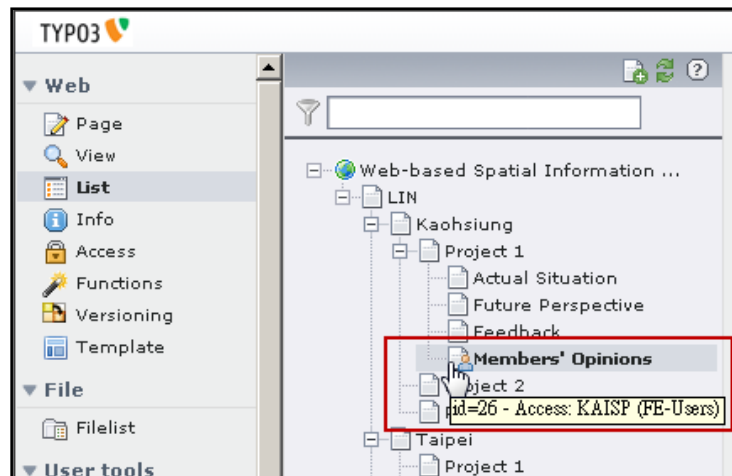 TYPO3
Web
Page
View
List
Info
Access
Functions
Versioning
Template
File
Filelist
User tools
Web-based Spatial Information ...
LIN
Kaohsiung
Project 1
Actual Situation
Future Perspective
Feedback
Members' Opinions
Project 2
id=26 - Access: KAISP (FE-Users)
Taipei
Project 1